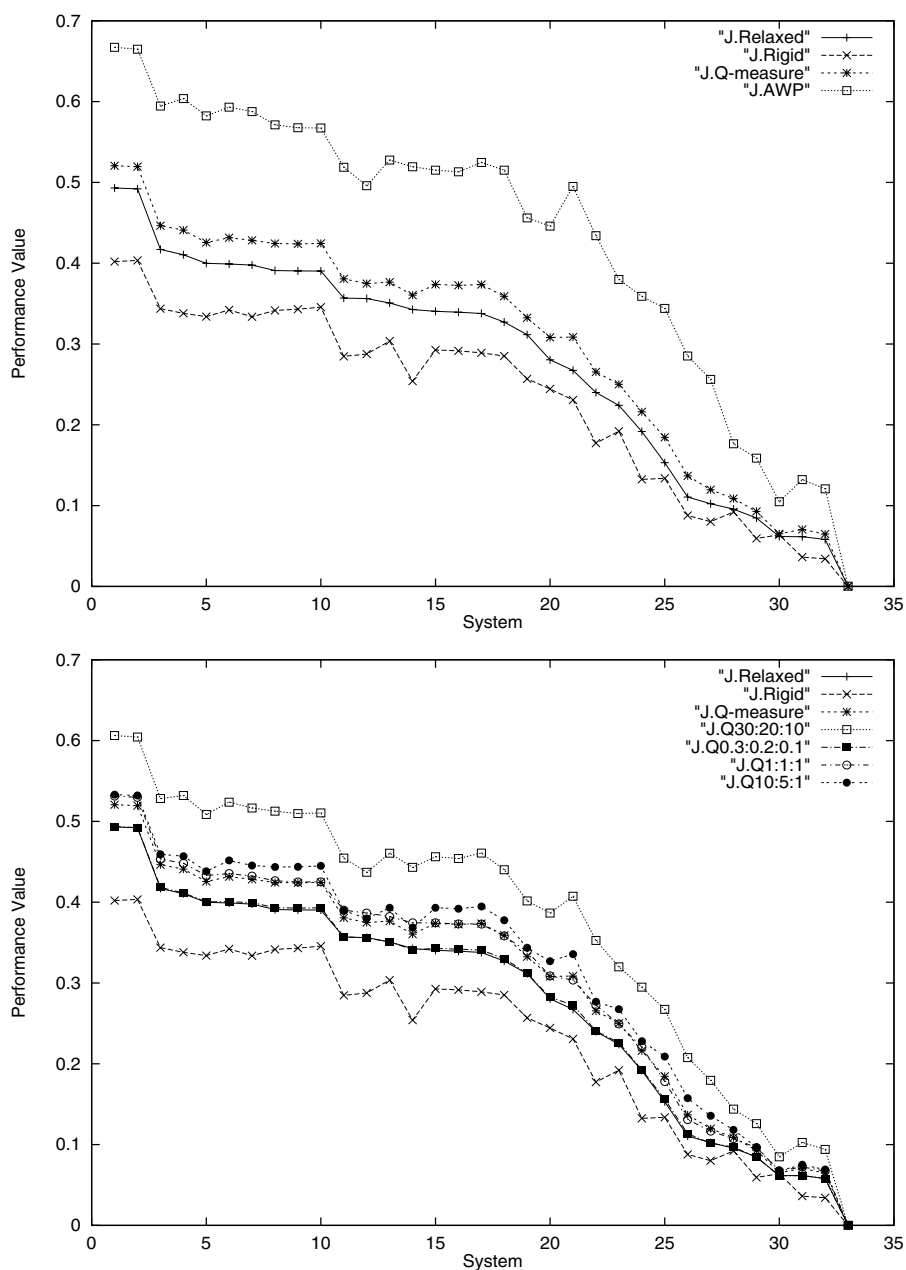 0.7
0.6
0.5
0.4
0.3
0.2
0.1
0
Performance Value
"J.Relaxed"
"J.Rigid"
"J.Q-measure"
"J.AWP"
0 5 10 15 20 25 30 35
System
0.7
0.6
0.5
0.4
0.3
0.2
0.1
0
Performance Value
"J.Relaxed"
"J.Rigid"
"J.Q-measure"
"J.Q30:20:10"
"J.Q0.3:0.2:0.1"
"J.Q1:1:1"
"J.Q10:5:1"
0 5 10 15 20 25 30 35
System